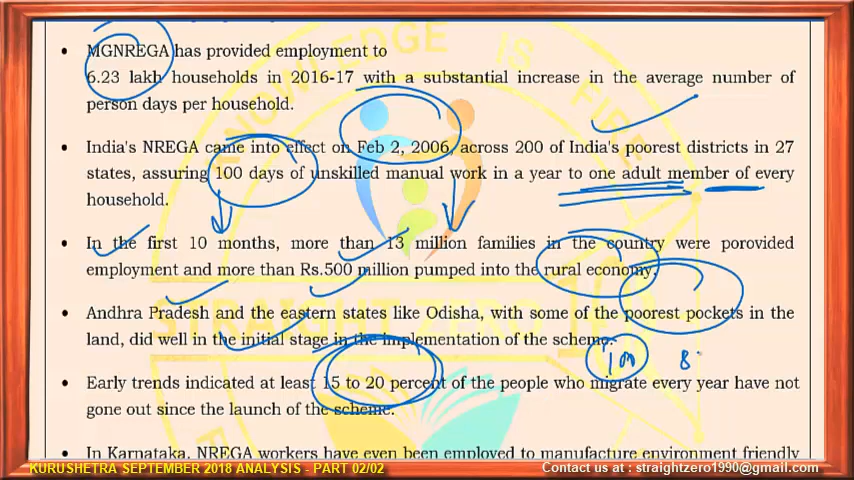 • MGNREGA has provided employment to
6.23 lakh households in 2016-17 with a substantial increase in the average number of
person days per household.
• India's NREGA came into effect on Feb 2, 2006, across 200 of India's poorest districts in 27
states, assuring 100 days of unskilled manual work in a year to one adult member of every
household.
• In the first 10 months, more than 13 million families in the country were porovided
employment and more than Rs.500 million pumped into the rural economy.
• Andhra Pradesh and the eastern states like Odisha, with some of the poorest pockets in the
land, did well in the initial stage in the implementation of the scheme.
• Early trends indicated at least 15 to 20 percent of the people who migrate every year have not
gone out since the launch of the scheme.
• In Karnataka, NREGA workers have even been employed to manufacture environment friendly
KNOWLEDGE IS
STRAIGHT ZERO
KURUSHETRA SEPTEMBER 2018 ANALYSIS - PART 02/02
Contact us at : straightzero1990@gmail.com